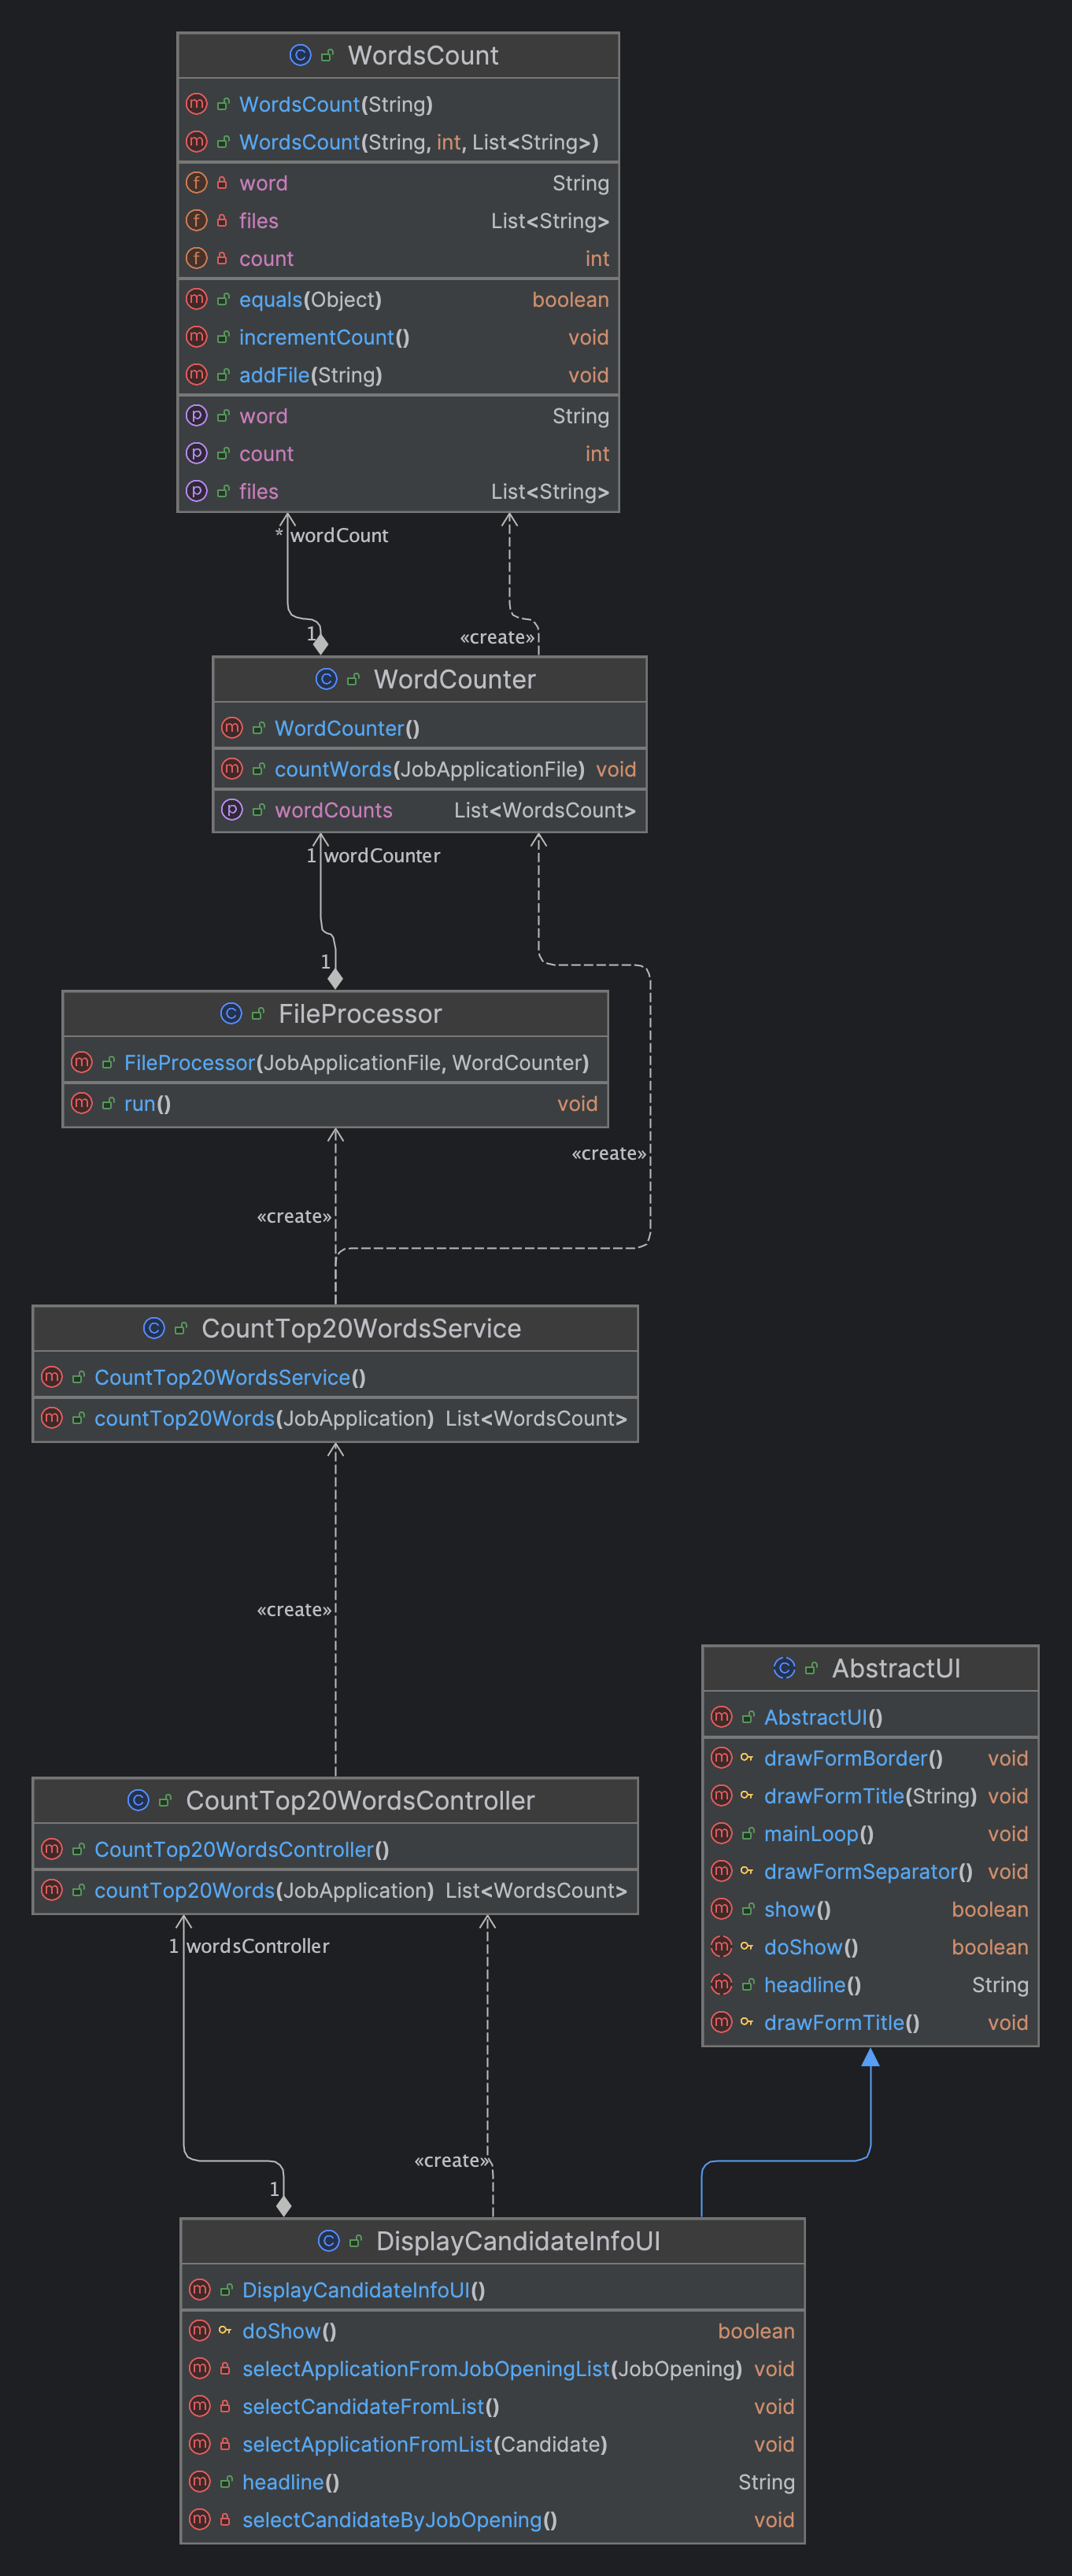 WordsCount
WordsCount(String)
WordsCount(String, int, List<String>)
word String
files List<String>
count int
equals(Object) boolean
incrementCount() void
addFile(String) void
word String
count int
files List<String>
* wordCount
1
«create»
WordCounter
WordCounter()
countWords(JobApplicationFile) void
wordCounts List<WordsCount>
1 wordCounter
1
FileProcessor
FileProcessor(JobApplicationFile, WordCounter)
run() void
«create»
«create»
CountTop20WordsService
CountTop20WordsService()
countTop20Words(JobApplication) List<WordsCount>
«create»
AbstractUI
AbstractUI()
drawFormBorder() void
drawFormTitle(String) void
mainLoop() void
drawFormSeparator() void
show() boolean
doShow() boolean
headline() String
drawFormTitle() void
CountTop20WordsController
CountTop20WordsController()
countTop20Words(JobApplication) List<WordsCount>
1 wordsController
«create»
1
DisplayCandidateInfoUI
DisplayCandidateInfoUI()
doShow() boolean
selectApplicationFromJobOpeningList(JobOpening) void
selectCandidateFromList() void
selectApplicationFromList(Candidate) void
headline() String
selectCandidateByJobOpening() void